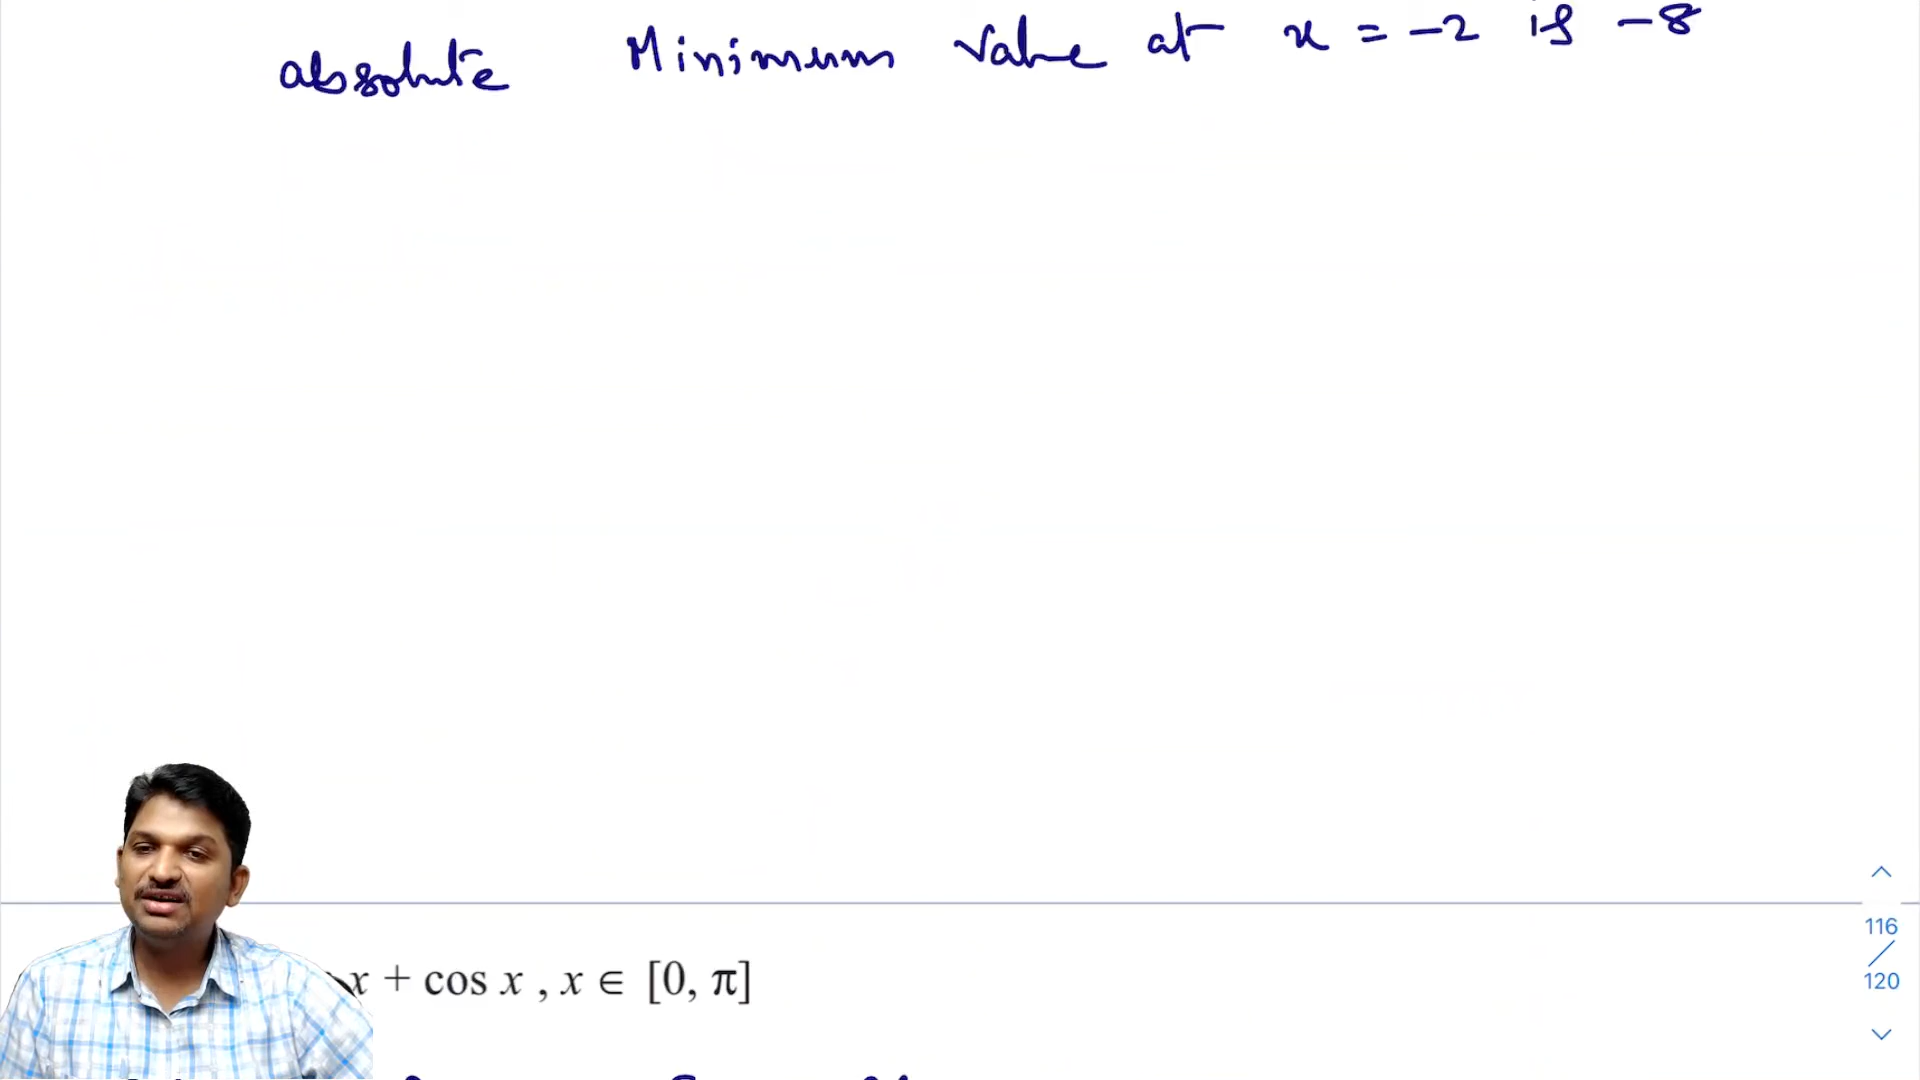 absolute Minimum value at x = -2 is -8
x + cos x , x ∈ [0, π]
116
/
120